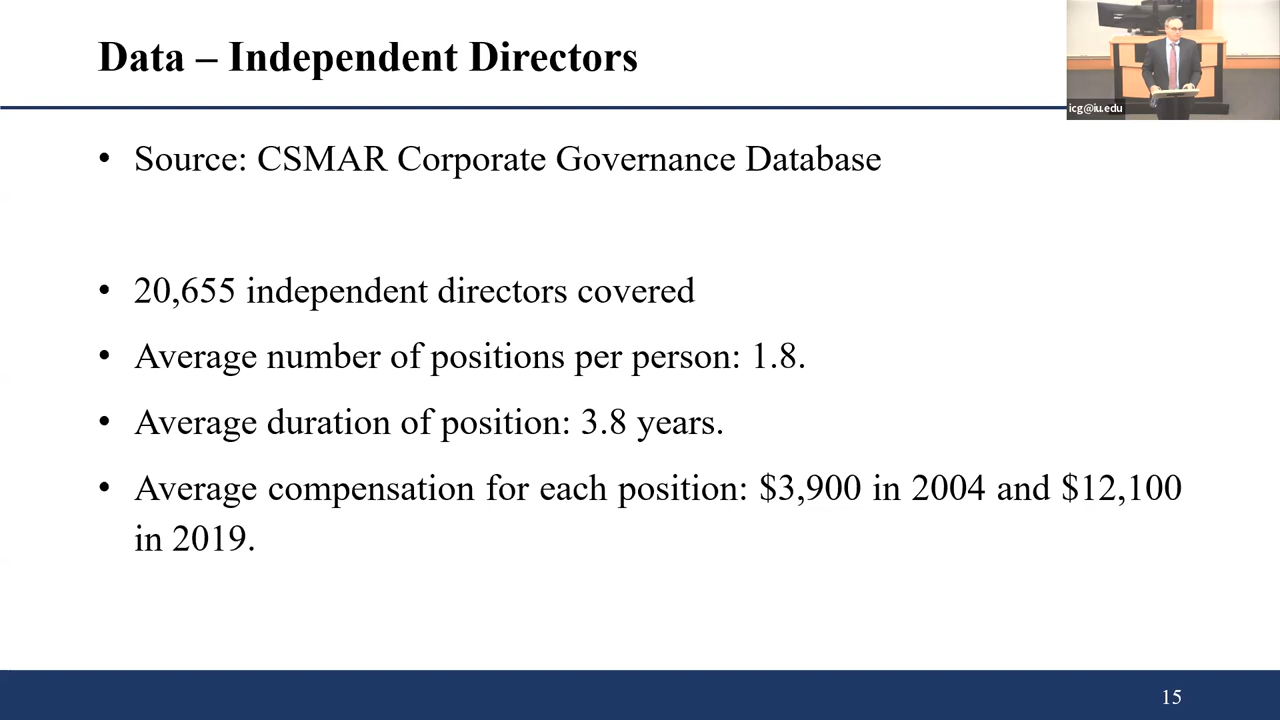 Data – Independent Directors
icg@iu.edu
• Source: CSMAR Corporate Governance Database
• 20,655 independent directors covered
• Average number of positions per person: 1.8.
• Average duration of position: 3.8 years.
• Average compensation for each position: $3,900 in 2004 and $12,100
in 2019.
15